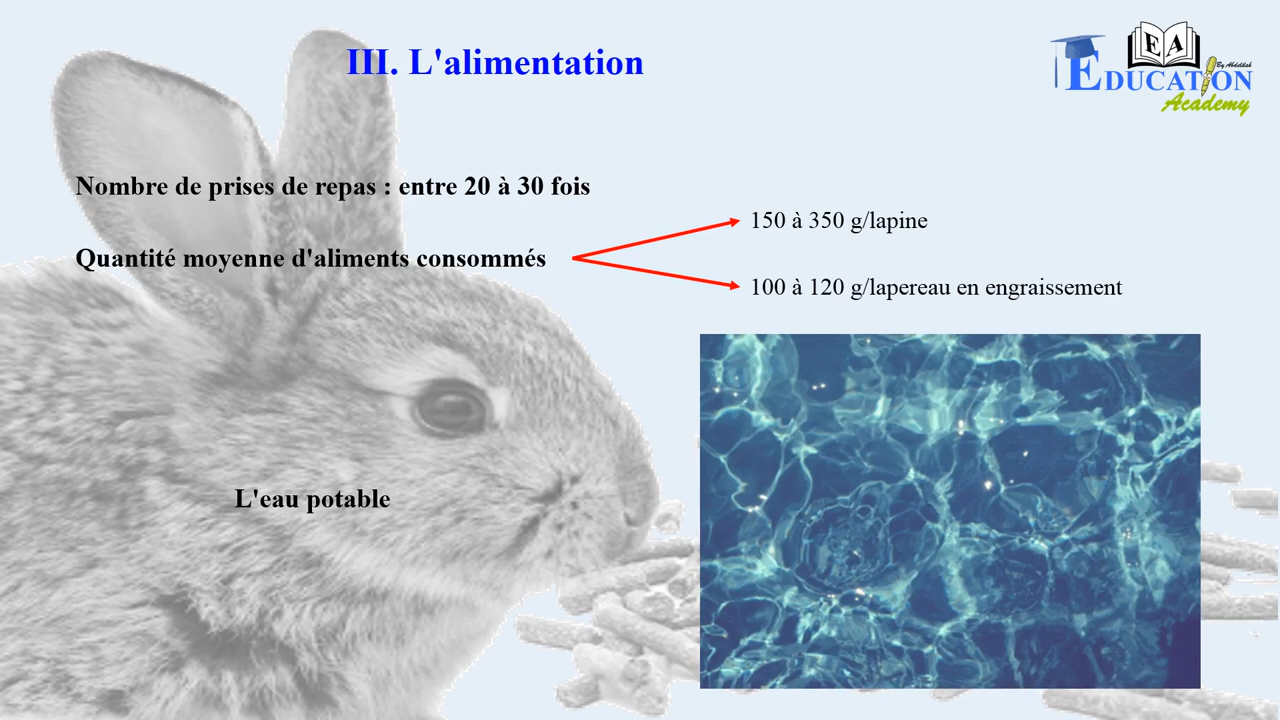 III. L'alimentation
EA
By Abdellah
EDUCATION
Academy
Nombre de prises de repas : entre 20 à 30 fois
150 à 350 g/lapine
Quantité moyenne d'aliments consommés
100 à 120 g/lapereau en engraissement
L'eau potable